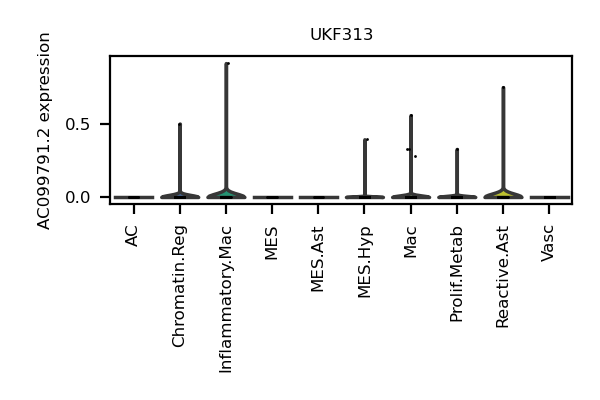 UKF313
AC099791.2 expression
0.5
0.0
AC
Chromatin.Reg
Inflammatory.Mac
MES
MES.Ast
MES.Hyp
Mac
Prolif.Metab
Reactive.Ast
Vasc